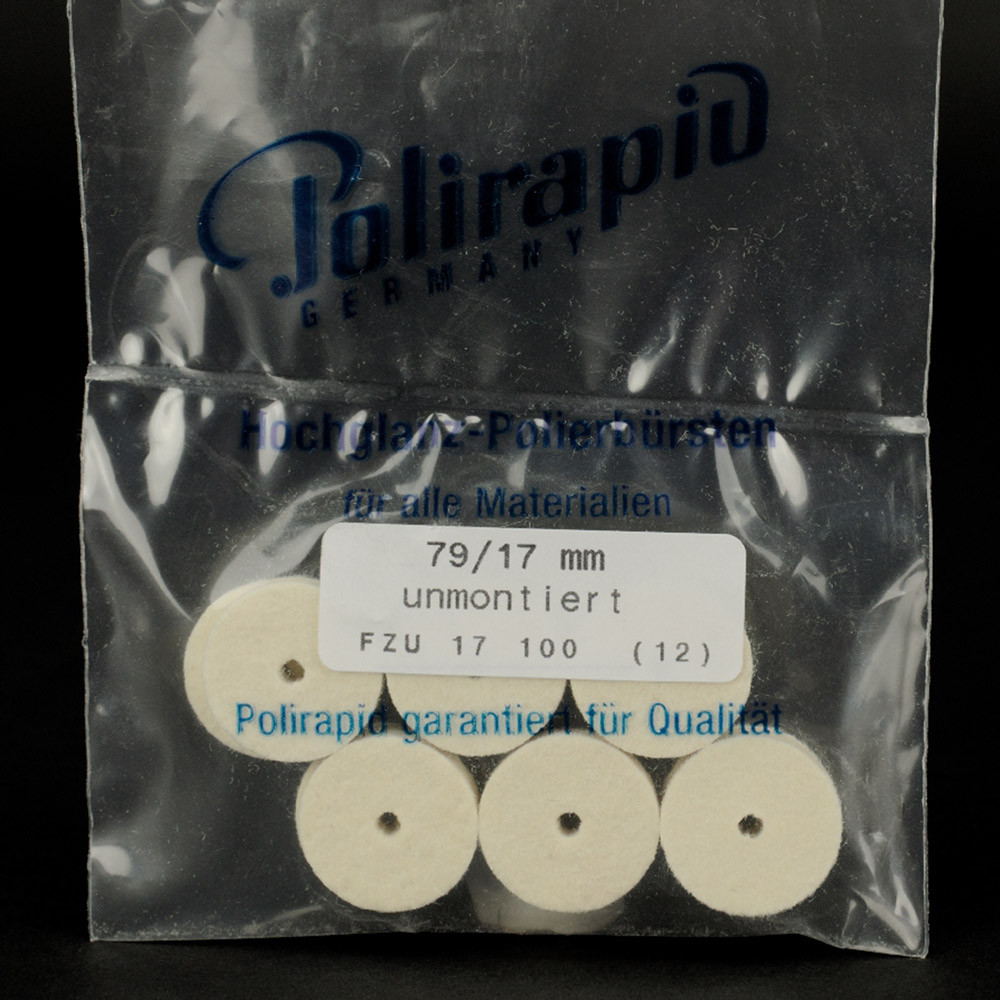 Polirapid
GERMANY
Hochglanz-Polierbürsten
für alle Materialien
79/17 mm
unmontiert
FZU 17 100 (12)
Polirapid garantiert für Qualität